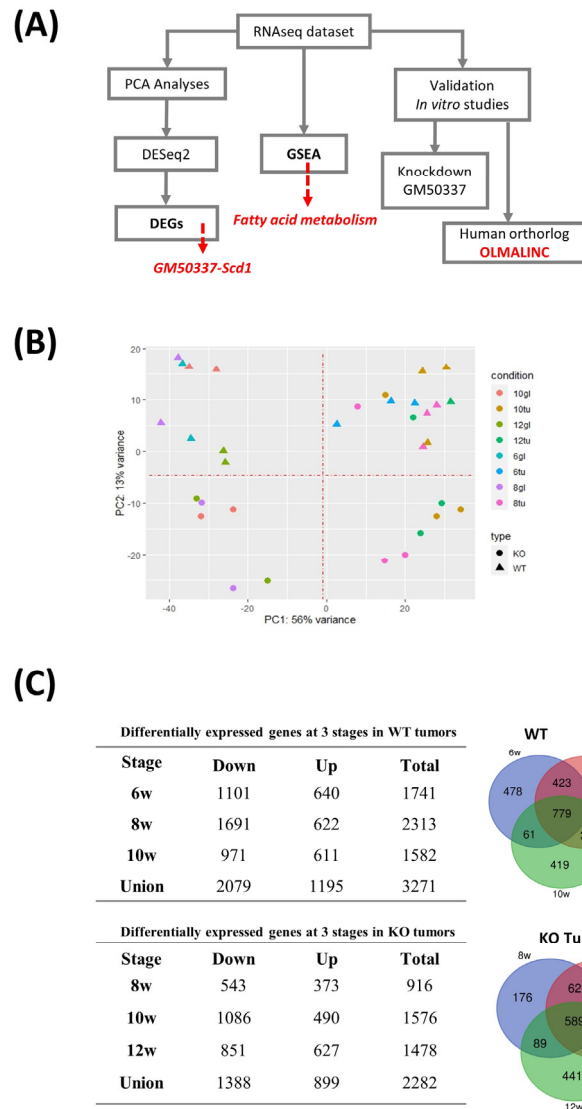 (A)
RNAseq dataset
PCA Analyses
Validation
In vitro studies
DESeq2
GSEA
Knockdown
GM50337
DEGs
Fatty acid metabolism
Human ortholog
OLMALINC
GM50337-Scd1
(B)
20
10
0
-10
-20
PC2: 13% variance
-40
-20
0
20
PC1: 56% variance
condition
10gl
10tu
12gl
12tu
6gl
6tu
8gl
8tu
type
KO
WT
(C)
Differentially expressed genes at 3 stages in WT tumors
Stage Down Up Total
6w 1101 640 1741
8w 1691 622 2313
10w 971 611 1582
Union 2079 1195 3271
WT
6w
478
423
779
61
419
10w
Differentially expressed genes at 3 stages in KO tumors
Stage Down Up Total
8w 543 373 916
10w 1086 490 1576
12w 851 627 1478
Union 1388 899 2282
KO Tu
8w
176
62
589
89
441
12w